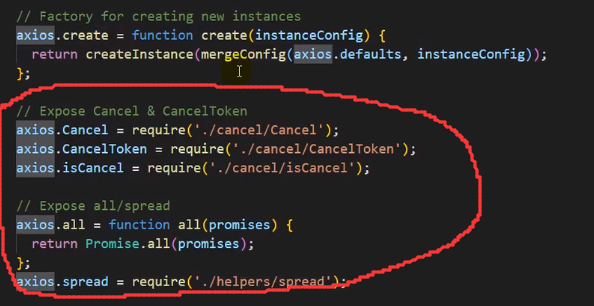 // Factory for creating new instances
axios.create = function create(instanceConfig) {
return createInstance(mergeConfig(axios.defaults, instanceConfig));
};
// Expose Cancel & CancelToken
axios.Cancel = require('./cancel/Cancel');
axios.CancelToken = require('./cancel/CancelToken');
axios.isCancel = require('./cancel/isCancel');
// Expose all/spread
axios.all = function all(promises) {
return Promise.all(promises);
};
axios.spread = require('./helpers/spread');